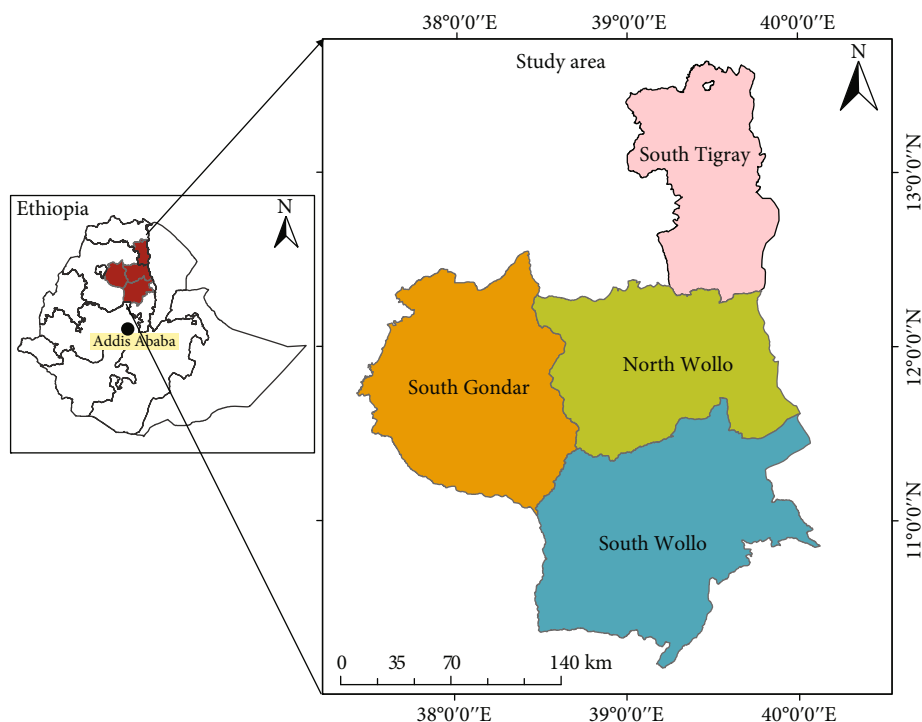 38°0′0″E
39°0′0″E
40°0′0″E
Study area
N
South Tigray
13°0′0″N
Ethiopia
N
Addis Ababa
12°0′0″N
North Wollo
South Gondar
11°0′0″N
South Wollo
0 35 70 140 km
38°0′0″E
39°0′0″E
40°0′0″E